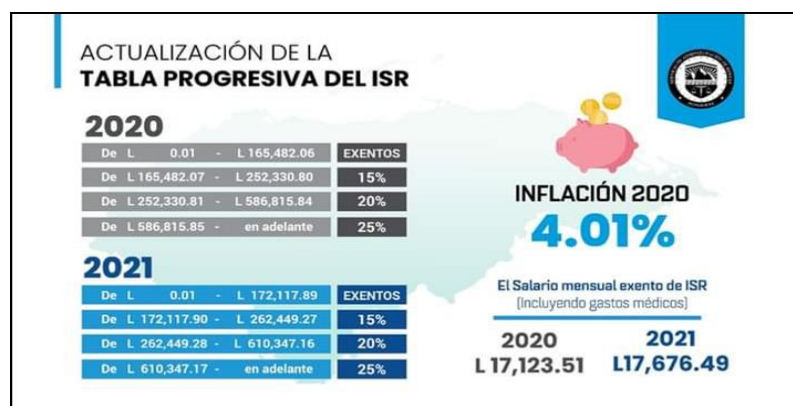 ACTUALIZACIÓN DE LA
TABLA PROGRESIVA DEL ISR
2020
De L 0.01 - L 165,482.06 EXENTOS
De L 165,482.07 - L 252,330.80 15%
De L 252,330.81 - L 586,815.84 20%
De L 586,815.85 - en adelante 25%
2021
De L 0.01 - L 172,117.89 EXENTOS
De L 172,117.90 - L 262,449.27 15%
De L 262,449.28 - L 610,347.16 20%
De L 610,347.17 - en adelante 25%
INFLACIÓN 2020
4.01%
El Salario mensual exento de ISR
(Incluyendo gastos médicos)
2020 2021
L 17,123.51 L17,676.49